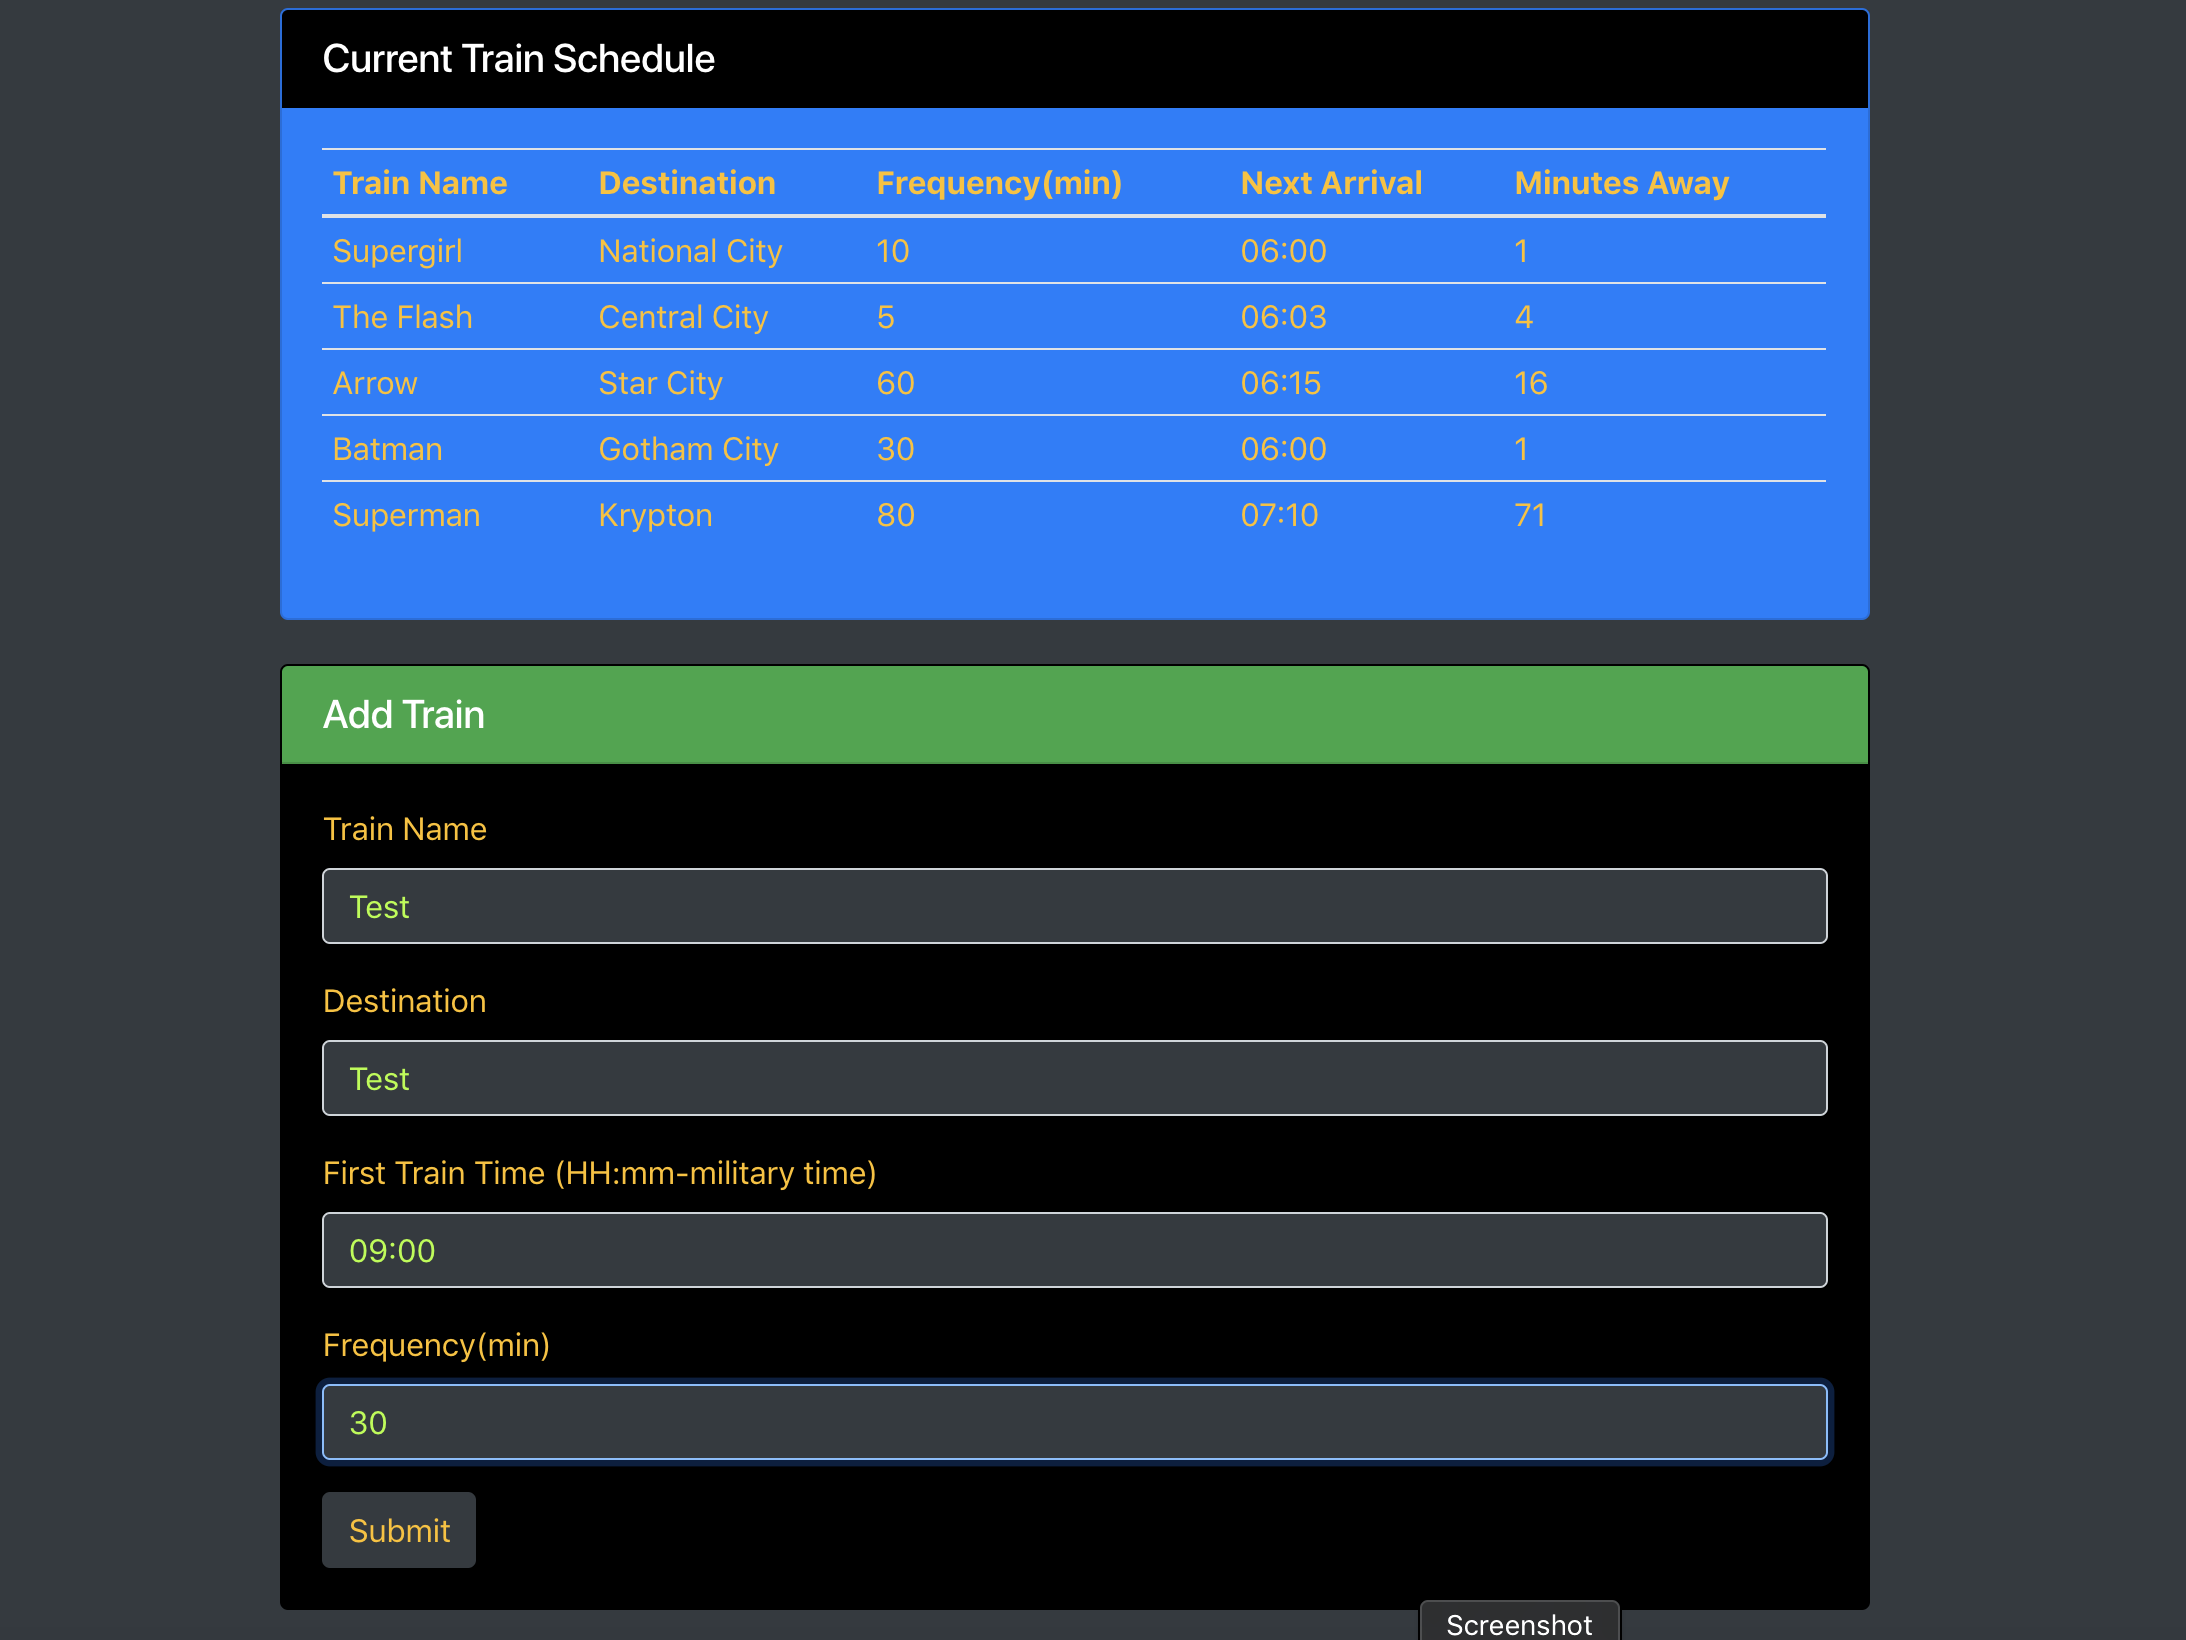 Current Train Schedule
Train Name Destination Frequency(min) Next Arrival Minutes Away
Supergirl National City 10 06:00 1
The Flash Central City 5 06:03 4
Arrow Star City 60 06:15 16
Batman Gotham City 30 06:00 1
Superman Krypton 80 07:10 71
Add Train
Train Name
Test
Destination
Test
First Train Time (HH:mm-military time)
09:00
Frequency(min)
30
Submit
Screenshot